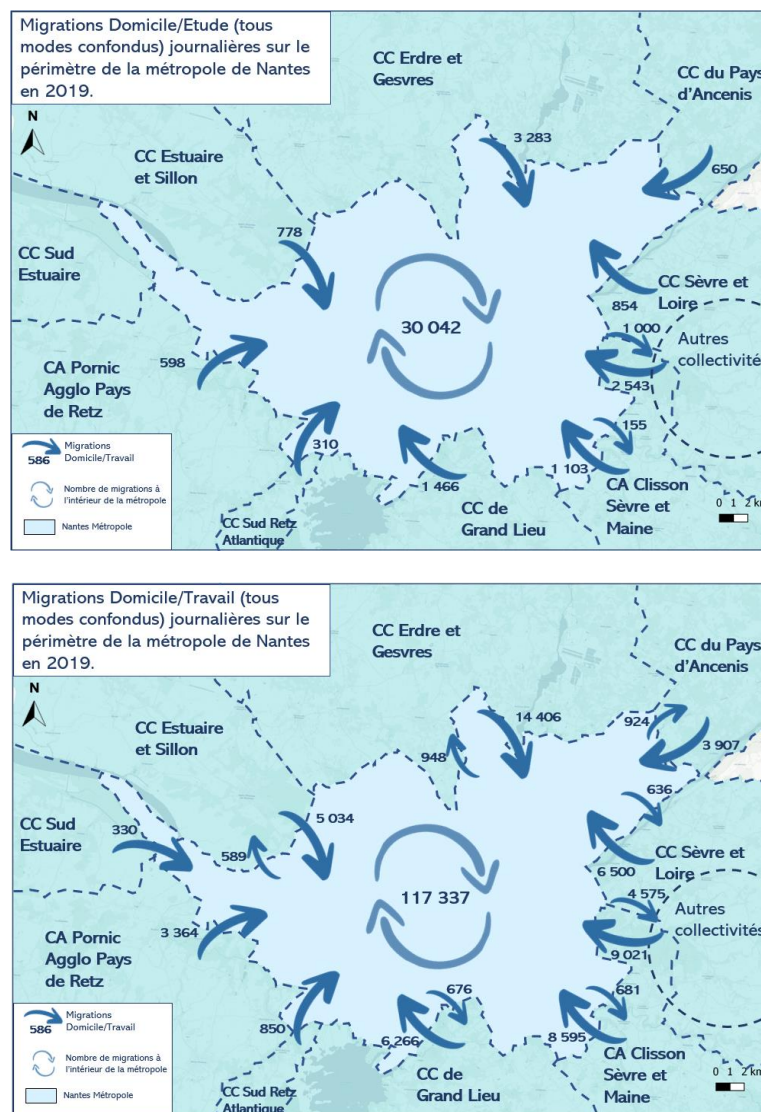 Migrations Domicile/Etude (tous
modes confondus) journalières sur le
périmètre de la métropole de Nantes
en 2019.
N
CC Erdre et
Gesvres
CC du Pays
d'Ancenis
3 283
650
CC Estuaire
et Sillon
778
CC Sud
Estuaire
CC Sèvre et
Loire
854
1 000
30 042
Autres
collectivités
598
CA Pornic
Agglo Pays
de Retz
2 543
155
310
1 466
1 103
CA Clisson
Sèvre et
Maine
CC de
Grand Lieu
CC Sud Retz
Atlantique
586
Migrations
Domicile/Travail
Nombre de migrations à
l'intérieur de la métropole
Nantes Métropole
0 1 2 km
Migrations Domicile/Travail (tous
modes confondus) journalières sur le
périmètre de la métropole de Nantes
en 2019.
N
CC Erdre et
Gesvres
CC du Pays
d'Ancenis
14 406
924
3 907
948
CC Estuaire
et Sillon
636
CC Sud
Estuaire
330
5 034
589
CC Sèvre et
Loire
6 500
4 575
117 337
Autres
collectivités
3 364
9 021
CA Pornic
Agglo Pays
de Retz
681
676
850
6 266
8 595
CA Clisson
Sèvre et
Maine
CC de
Grand Lieu
CC Sud Retz
Atlantique
586
Migrations
Domicile/Travail
Nombre de migrations à
l'intérieur de la métropole
Nantes Métropole
0 1 2 km